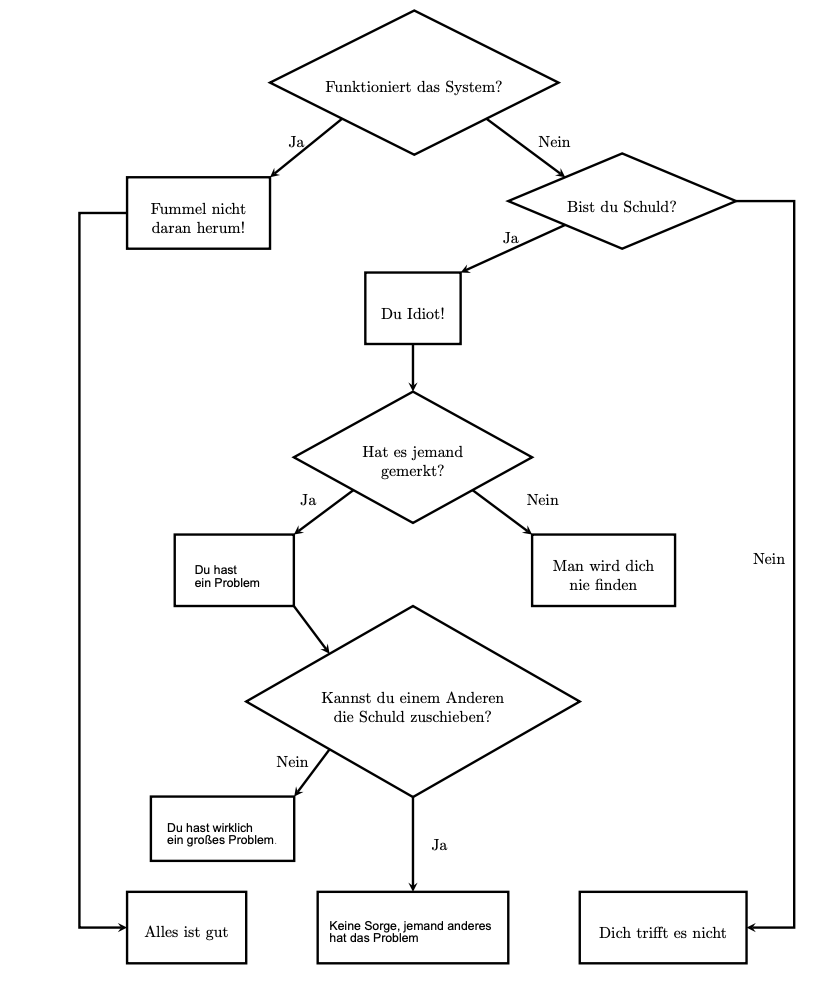 Funktioniert das System?
Ja
Nein
Fummel nicht
daran herum!
Bist du Schuld?
Ja
Du Idiot!
Hat es jemand
gemerkt?
Ja
Nein
Du hast
ein Problem
Man wird dich
nie finden
Nein
Kannst du einem Anderen
die Schuld zuschieben?
Nein
Du hast wirklich
ein großes Problem.
Ja
Alles ist gut
Keine Sorge, jemand anderes
hat das Problem
Dich trifft es nicht